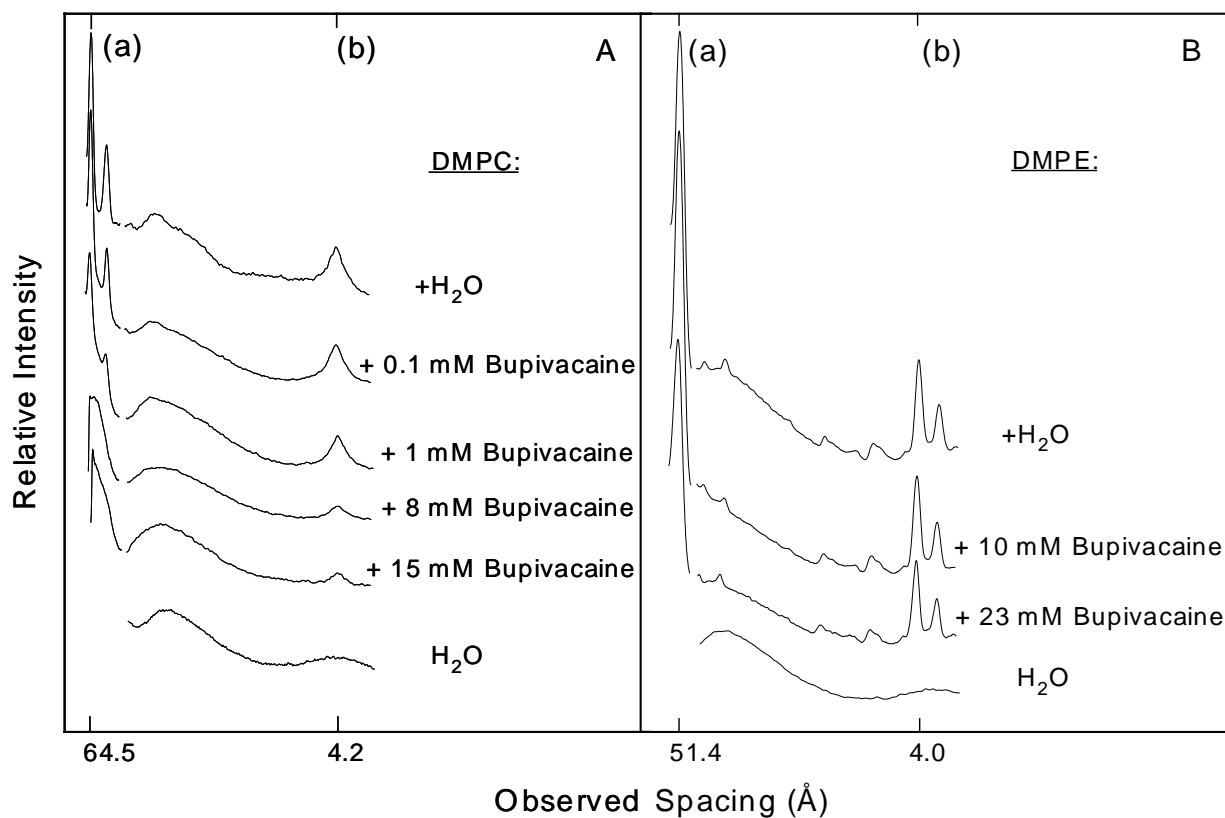 (a) (b) A
DMPC:
+H2O
+ 0.1 mM Bupivacaine
+ 1 mM Bupivacaine
+ 8 mM Bupivacaine
+ 15 mM Bupivacaine
H2O
64.5 4.2
(a) (b) B
DMPE:
+H2O
+ 10 mM Bupivacaine
+ 23 mM Bupivacaine
H2O
51.4 4.0
Relative Intensity
Observed Spacing (Å)